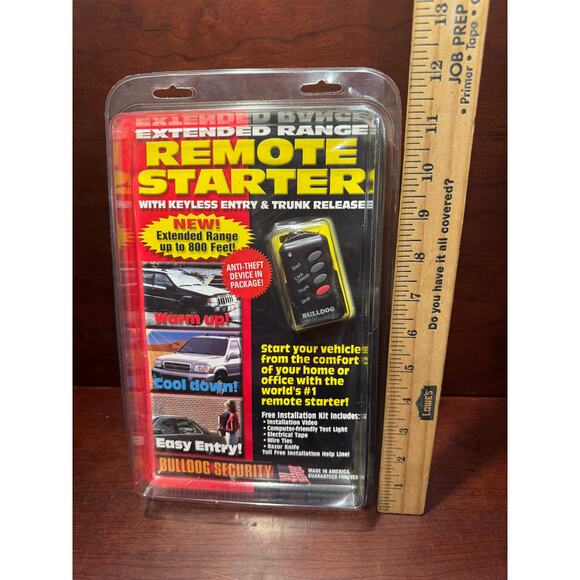 EXTENDED RANGE
EXTENDED RANGE
REMOTE
STARTER
WITH KEYLESS ENTRY & TRUNK RELEASE
NEW!
Extended Range
up to 800 Feet!
ANTI-THEFT
DEVICE IN
PACKAGE!
Start
Lock
Unlock
Trunk
Stop
BULLDOG
Warm up!
Cool down!
Easy Entry!
Start your vehicle
from the comfort
of your home or
office with the
world's #1
remote starter!
Free Installation Kit Includes:
• Installation Video
• Computer-friendly Test Light
• Electrical Tape
• Wire Ties
• Razor Knife
Toll Free Installation Help Line!
BULLDOG SECURITY
MADE IN AMERICA
GUARANTEED FOREVER
JOB PREP
• Primer • Tape • C
Do you have it all covered?
LOWE'S
1 2 3 4 5 6 7 8 9 10 11 12 13